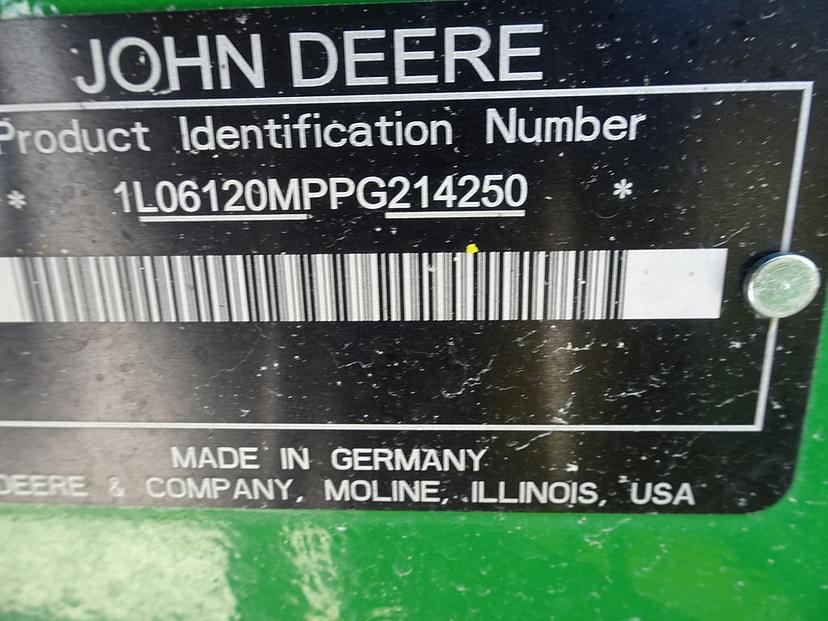 JOHN DEERE
Product Identification Number
* 1L06120MPPG214250 *
MADE IN GERMANY
DEERE & COMPANY, MOLINE, ILLINOIS, USA